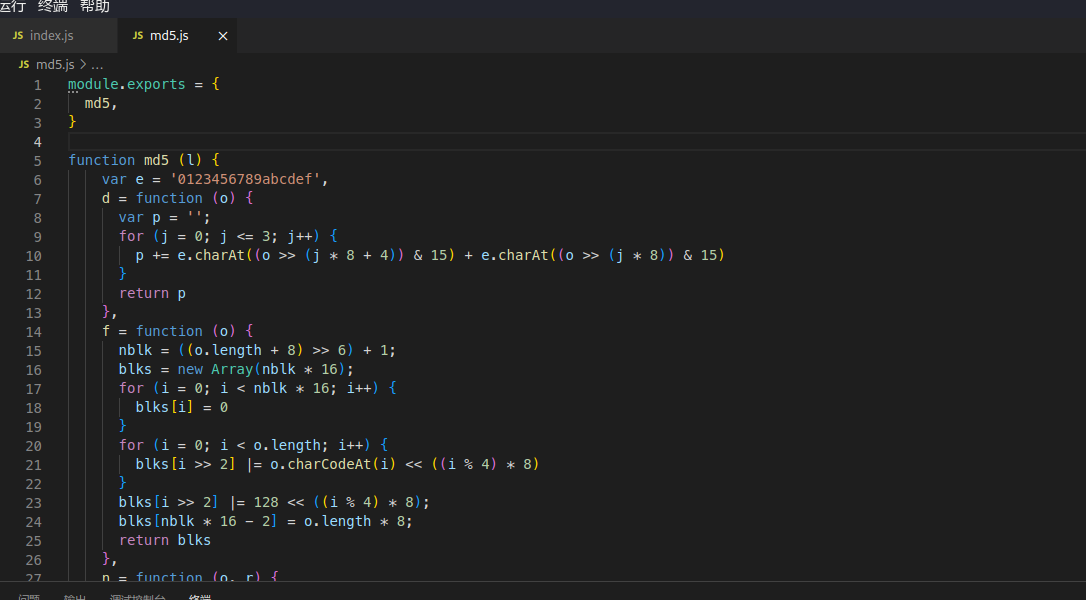 运行 终端 帮助
JS index.js JS md5.js ×
JS md5.js > ...
1 module.exports = {
2 md5,
3 }
4
5 function md5 (l) {
6 var e = '0123456789abcdef',
7 d = function (o) {
8 var p = '';
9 for (j = 0; j <= 3; j++) {
10 p += e.charAt((o >> (j * 8 + 4)) & 15) + e.charAt((o >> (j * 8)) & 15)
11 }
12 return p
13 },
14 f = function (o) {
15 nblk = ((o.length + 8) >> 6) + 1;
16 blks = new Array(nblk * 16);
17 for (i = 0; i < nblk * 16; i++) {
18 blks[i] = 0
19 }
20 for (i = 0; i < o.length; i++) {
21 blks[i >> 2] |= o.charCodeAt(i) << ((i % 4) * 8)
22 }
23 blks[i >> 2] |= 128 << ((i % 4) * 8);
24 blks[nblk * 16 - 2] = o.length * 8;
25 return blks
26 },
27 n = function (o, r) {
问题 输出 调试控制台 终端